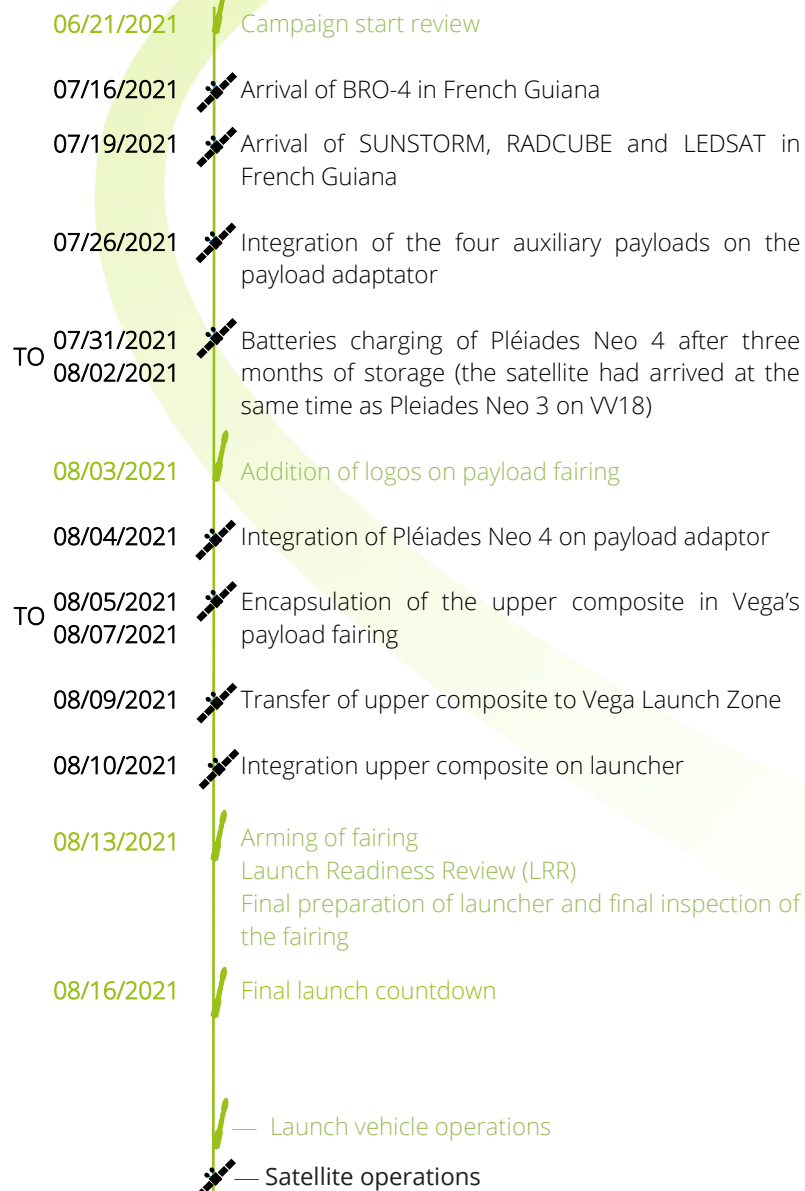 06/21/2021 Campaign start review
07/16/2021 Arrival of BRO-4 in French Guiana
07/19/2021 Arrival of SUNSTORM, RADCUBE and LEDSAT in
French Guiana
07/26/2021 Integration of the four auxiliary payloads on the
payload adaptator
TO 07/31/2021 Batteries charging of Pléiades Neo 4 after three
08/02/2021 months of storage (the satellite had arrived at the
same time as Pleiades Neo 3 on VV18)
08/03/2021 Addition of logos on payload fairing
08/04/2021 Integration of Pléiades Neo 4 on payload adaptor
TO 08/05/2021 Encapsulation of the upper composite in Vega’s
08/07/2021 payload fairing
08/09/2021 Transfer of upper composite to Vega Launch Zone
08/10/2021 Integration upper composite on launcher
08/13/2021 Arming of fairing
Launch Readiness Review (LRR)
Final preparation of launcher and final inspection of
the fairing
08/16/2021 Final launch countdown
— Launch vehicle operations
— Satellite operations